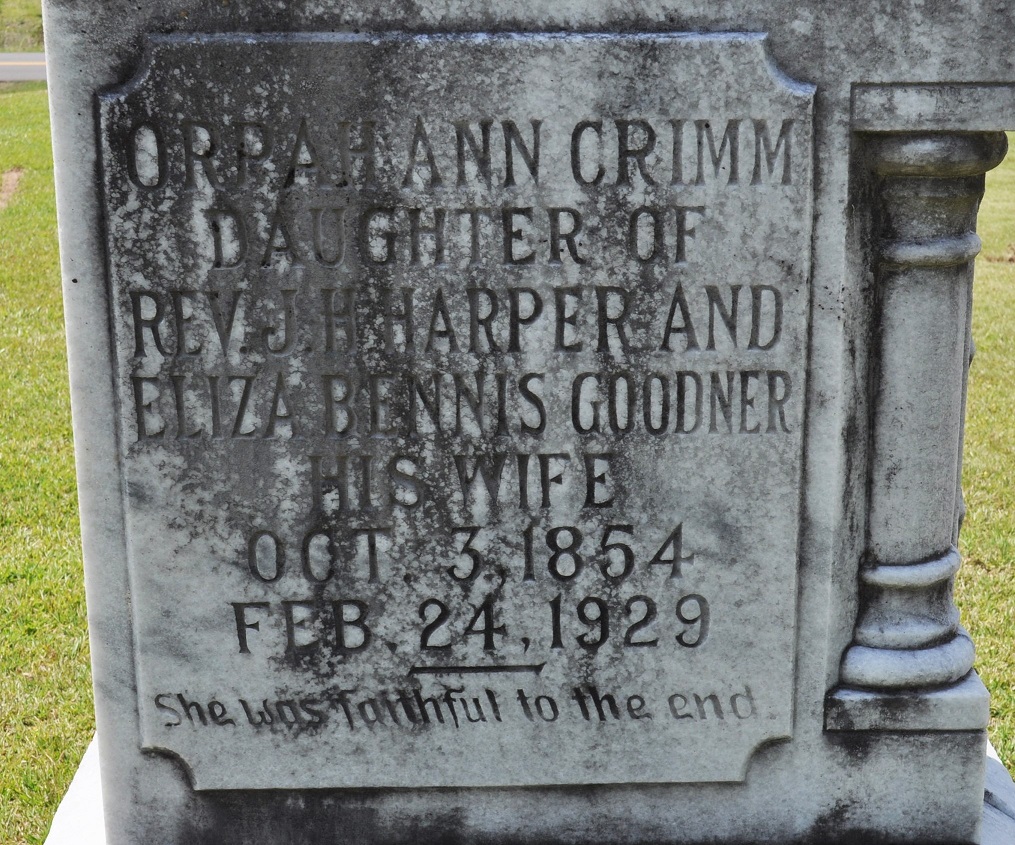 ORPAH ANN CRIMM
DAUGHTER OF
REV. J. H. HARPER AND
ELIZA BENNIS GOODNER
HIS WIFE
OCT. 3, 1854
FEB. 24, 1929
She was faithful to the end.